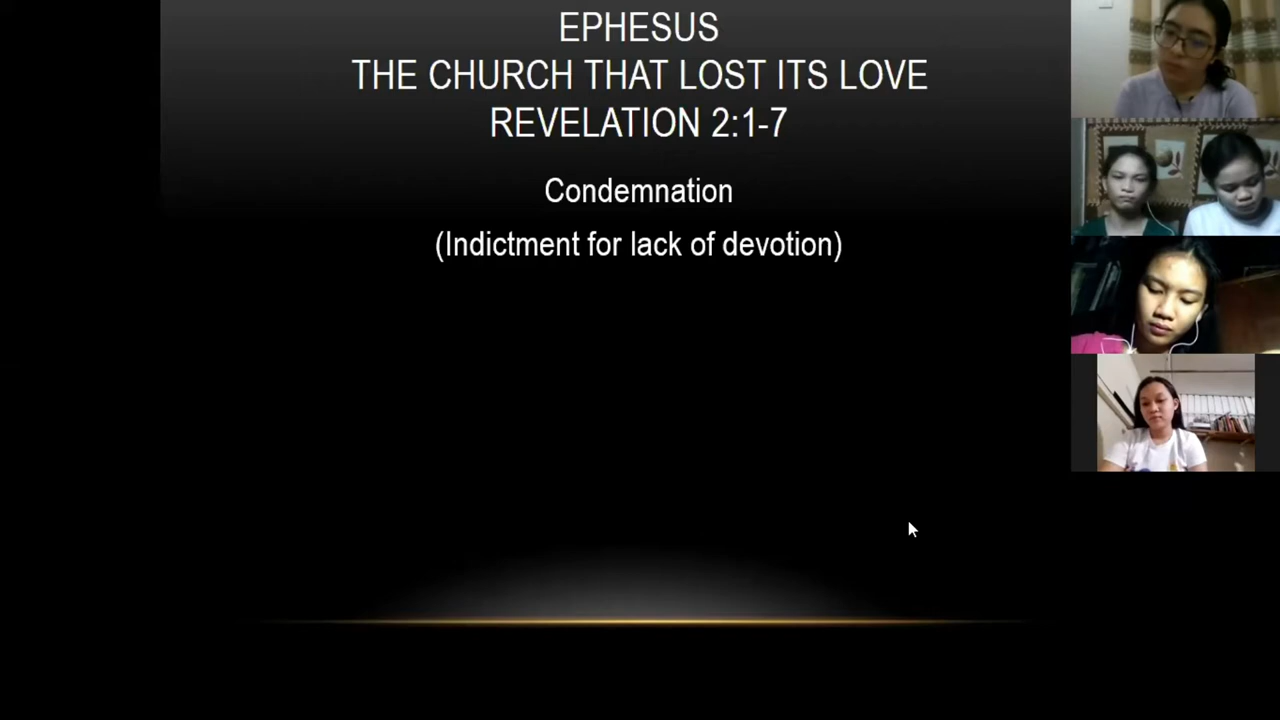 EPHESUS
THE CHURCH THAT LOST ITS LOVE
REVELATION 2:1-7
Condemnation
(Indictment for lack of devotion)